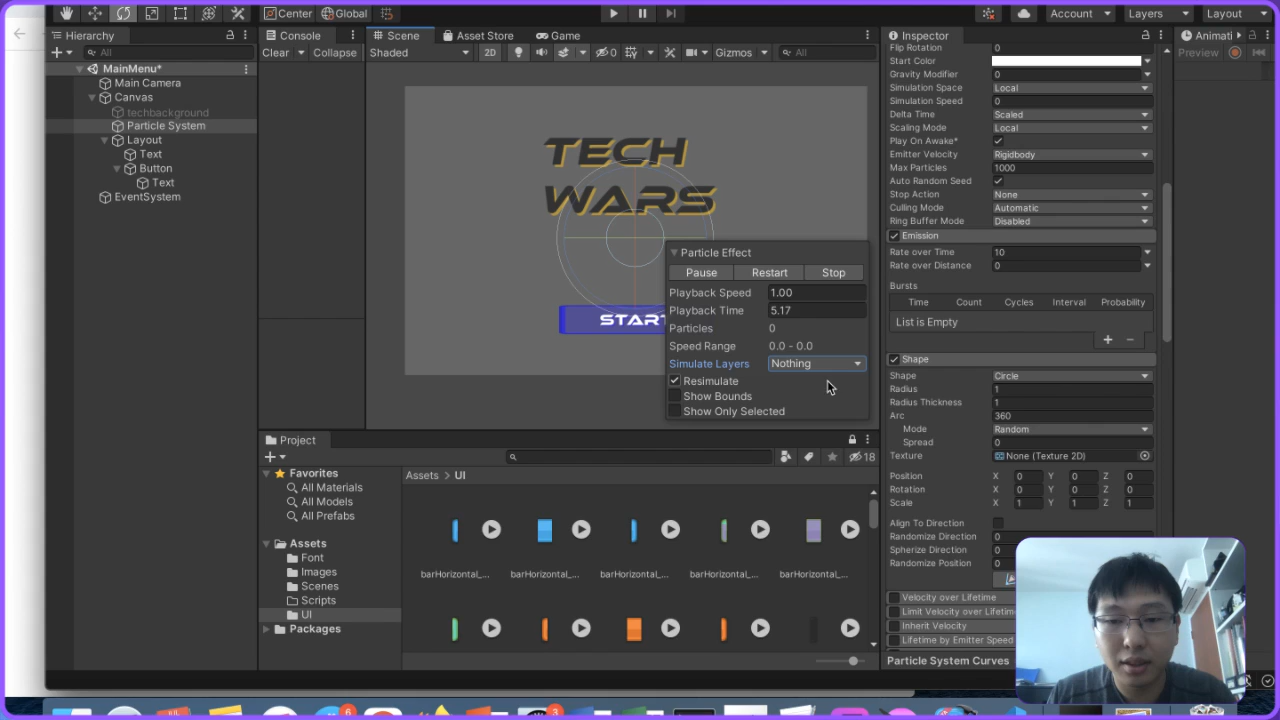 Center
Global
Account
Layers
Layout
Hierarchy
All
MainMenu*
Main Camera
Canvas
techbackground
Particle System
Layout
Text
Button
Text
EventSystem
Console
Clear
Collapse
Scene
Asset Store
Game
Shaded
2D
0
Gizmos
All
TECH
WARS
START
Particle Effect
Pause
Restart
Stop
Playback Speed 1.00
Playback Time 5.17
Particles 0
Speed Range 0.0 - 0.0
Simulate Layers Nothing
Resimulate
Show Bounds
Show Only Selected
Project
18
Favorites
All Materials
All Models
All Prefabs
Assets
Font
Images
Scenes
Scripts
UI
Packages
Assets > UI
barHorizontal_...
barHorizontal_...
barHorizontal_...
barHorizontal_...
barHorizontal_...
Inspector
Flip Rotation 0
Start Color
Gravity Modifier 0
Simulation Space Local
Simulation Speed 0
Delta Time Scaled
Scaling Mode Local
Play On Awake*
Emitter Velocity Rigidbody
Max Particles 1000
Auto Random Seed
Stop Action None
Culling Mode Automatic
Ring Buffer Mode Disabled
Emission
Rate over Time 10
Rate over Distance 0
Bursts
Time Count Cycles Interval Probability
List is Empty
Shape
Shape Circle
Radius 1
Radius Thickness 1
Arc 360
Mode Random
Spread 0
Texture None (Texture 2D)
Position X 0 Y 0 Z 0
Rotation X 0 Y 0 Z 0
Scale X 1 Y 1 Z 1
Align To Direction
Randomize Direction 0
Spherize Direction 0
Randomize Position 0
Velocity over Lifetime
Limit Velocity over Lifetime
Inherit Velocity
Lifetime by Emitter Speed
Particle System Curves
Animati
Preview
6
3